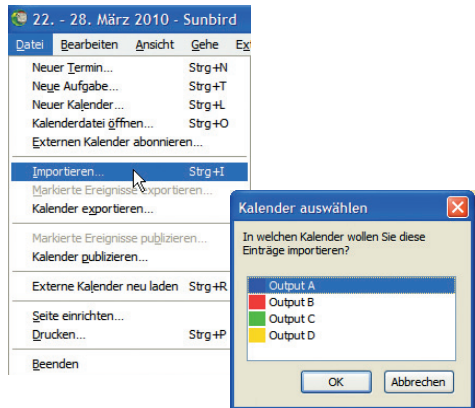 22. - 28. März 2010 - Sunbird
Datei Bearbeiten Ansicht Gehe Ex
Neuer Termin... Strg+N
Neue Aufgabe... Strg+T
Neuer Kalender... Strg+L
Kalenderdatei öffnen... Strg+O
Externen Kalender abonnieren...
Importieren... Strg+I
Markierte Ereignisse exportieren...
Kalender exportieren...
Markierte Ereignisse publizieren...
Kalender publizieren...
Externe Kalender neu laden Strg+R
Seite einrichten...
Drucken... Strg+P
Beenden
Kalender auswählen
In welchen Kalender wollen Sie diese
Einträge importieren?
Output A
Output B
Output C
Output D
OK Abbrechen